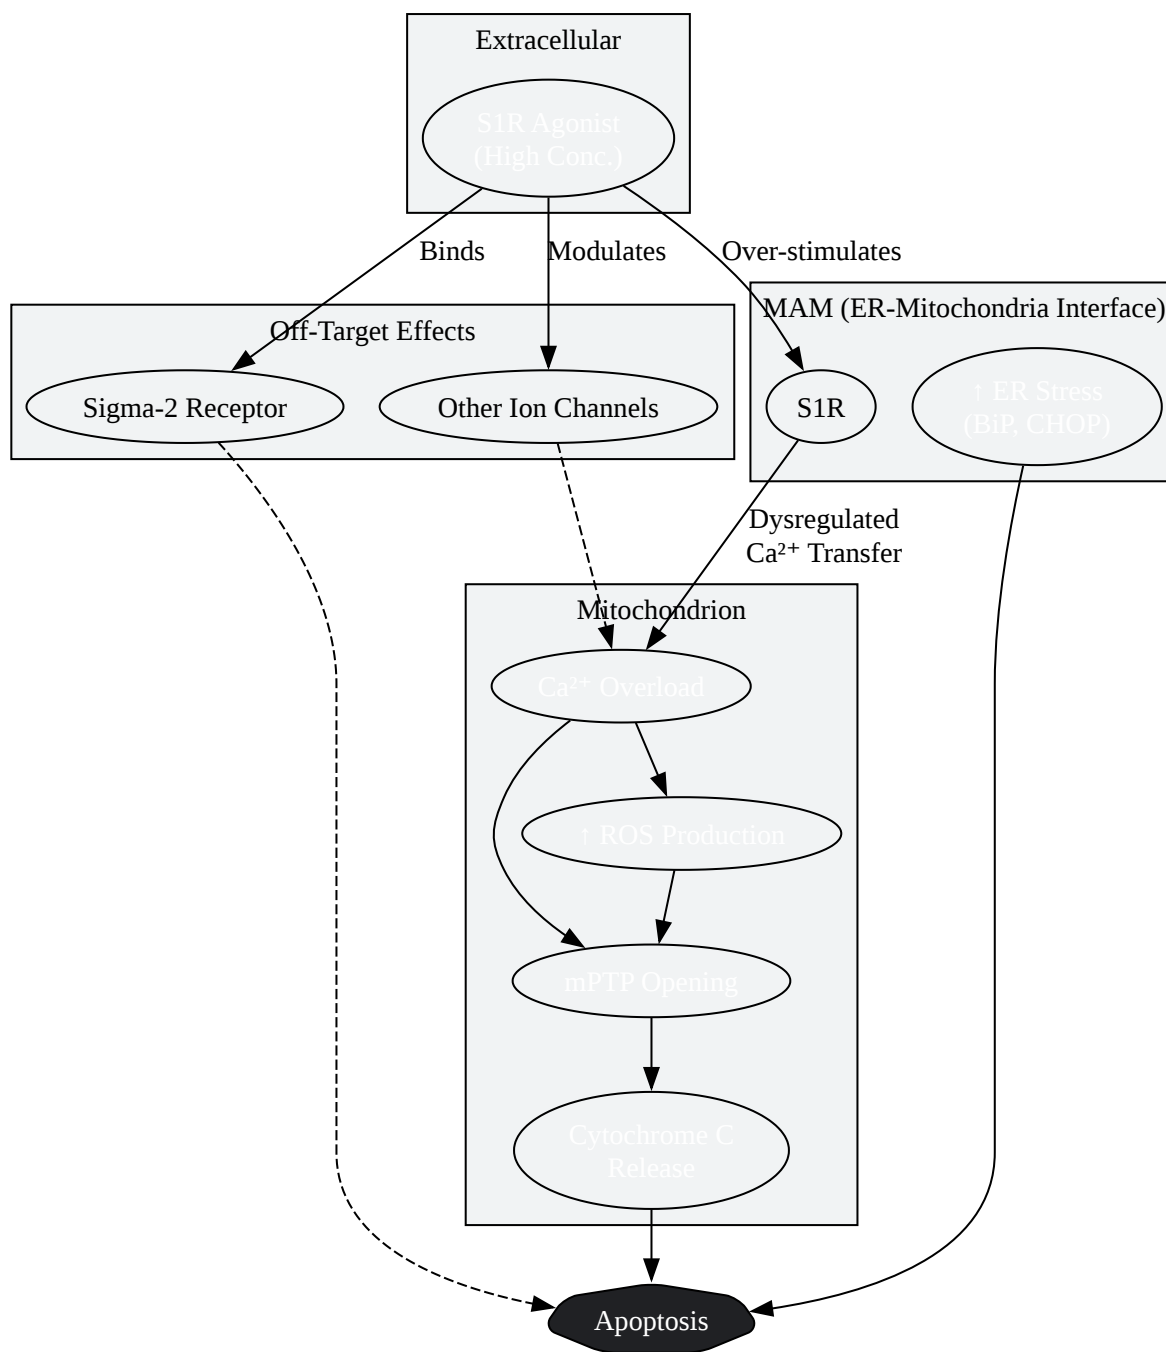 Extracellular
S1R Agonist
(High Conc.)
Binds
Modulates
Over-stimulates
Off-Target Effects
MAM (ER-Mitochondria Interface)
Sigma-2 Receptor
Other Ion Channels
S1R
↑ ER Stress
(BiP, CHOP)
Dysregulated
Ca²⁺ Transfer
Mitochondrion
Ca²⁺ Overload
↑ ROS Production
mPTP Opening
Cytochrome C
Release
Apoptosis